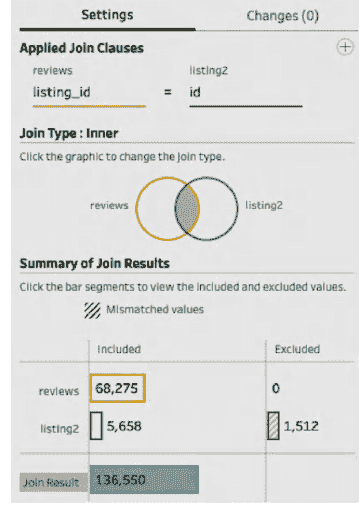 Settings Changes (0)
Applied Join Clauses
reviews listing2
listing_id = id
Join Type : Inner
Click the graphic to change the join type.
reviews listing2
Summary of Join Results
Click the bar segments to view the included and excluded values.
Mismatched values
Included Excluded
reviews 68,275 0
listing2 5,658 1,512
Join Result 136,550